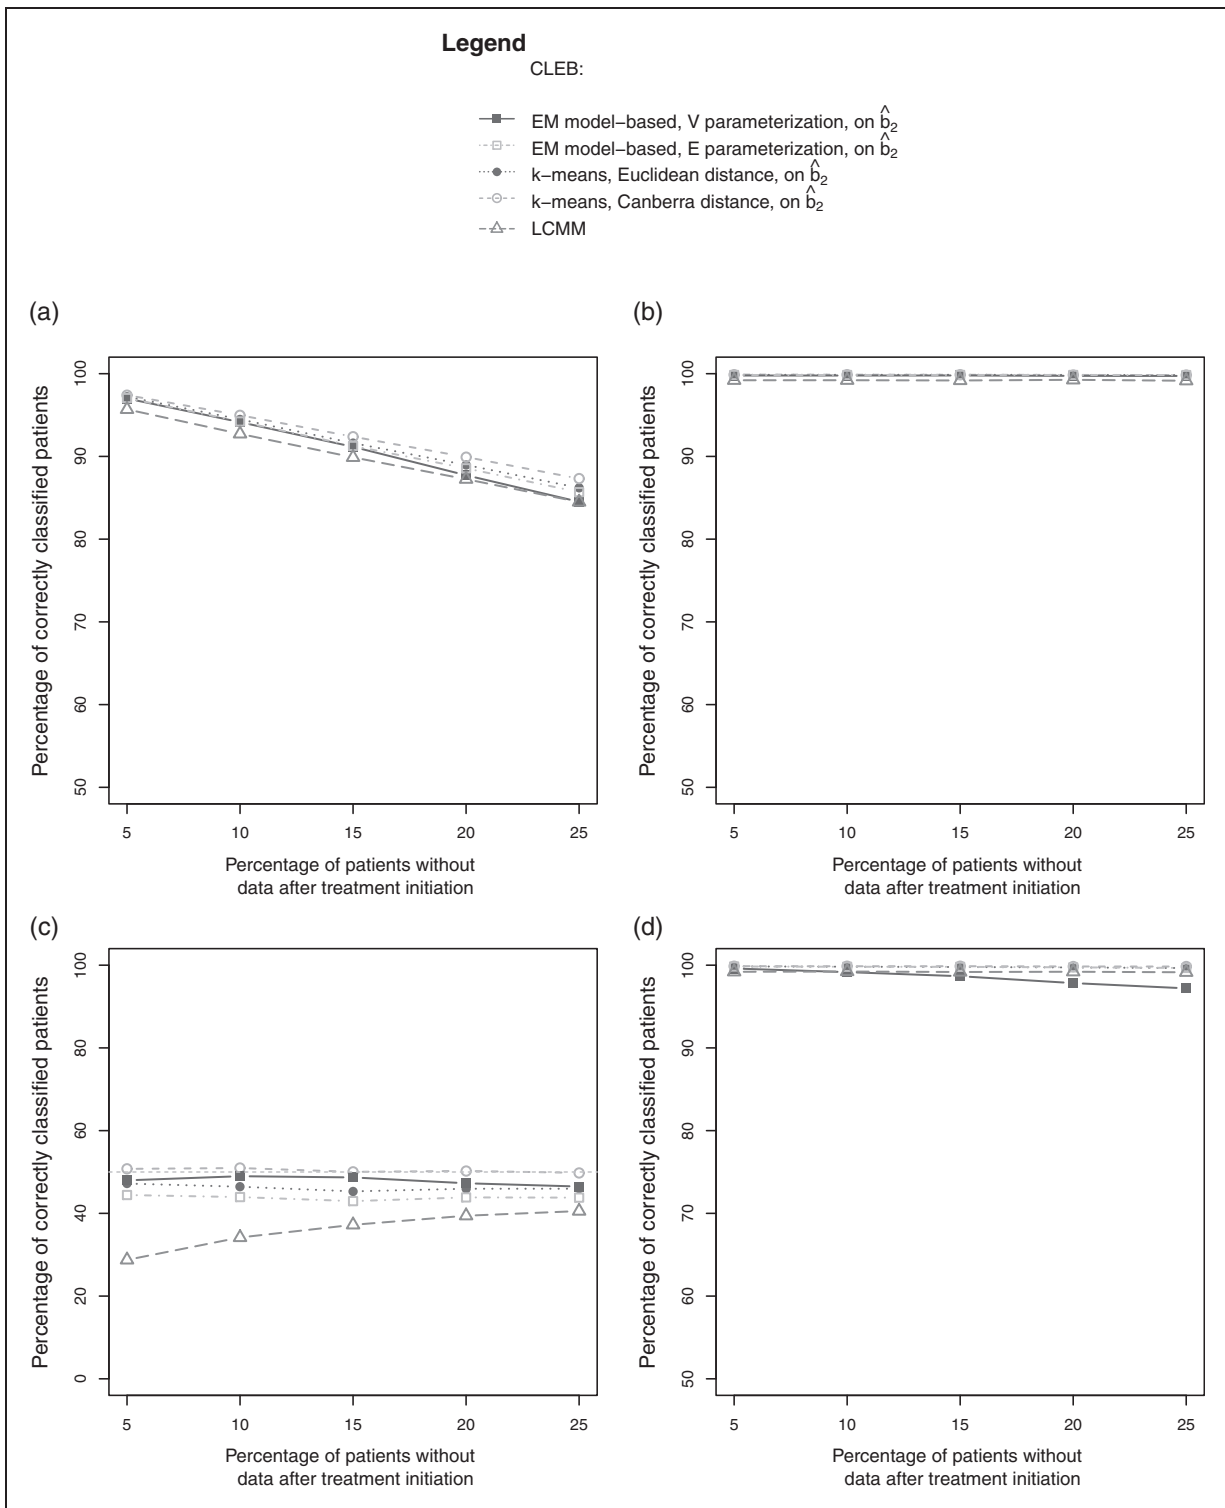 Legend
CLEB:
EM model−based, V parameterization, on b̂₂
EM model−based, E parameterization, on b̂₂
k−means, Euclidean distance, on b̂₂
k−means, Canberra distance, on b̂₂
LCMM
(a)
Percentage of correctly classified patients
100
90
80
70
60
50
5 10 15 20 25
Percentage of patients without
data after treatment initiation
(b)
Percentage of correctly classified patients
100
90
80
70
60
50
5 10 15 20 25
Percentage of patients without
data after treatment initiation
(c)
Percentage of correctly classified patients
100
80
60
40
20
0
5 10 15 20 25
Percentage of patients without
data after treatment initiation
(d)
Percentage of correctly classified patients
100
90
80
70
60
50
5 10 15 20 25
Percentage of patients without
data after treatment initiation